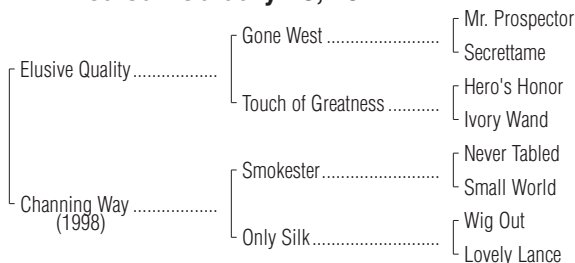 Mr. Prospector
Gone West
Secrettame
Elusive Quality
Hero's Honor
Touch of Greatness
Ivory Wand
Never Tabled
Smokester
Small World
Channing Way
(1998)
Wig Out
Only Silk
Lovely Lance